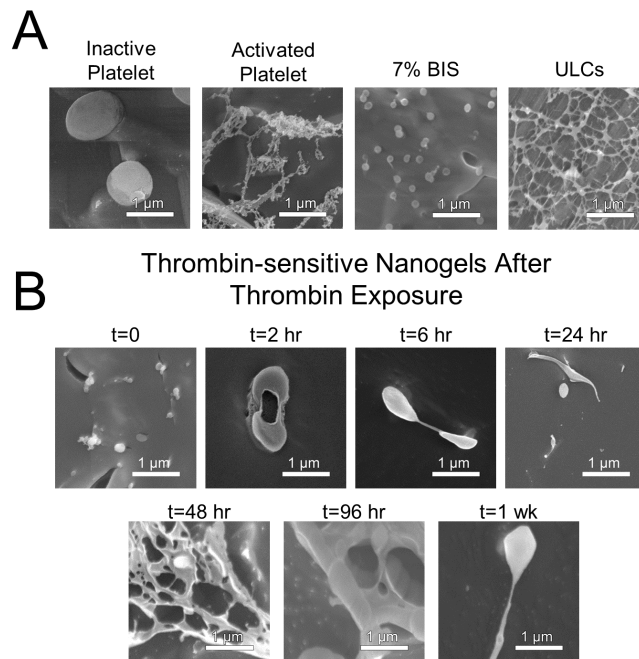 A
Inactive
Platelet
Activated
Platelet
7% BIS
ULCs
1 µm
1 µm
1 µm
1 µm
B
Thrombin-sensitive Nanogels After
Thrombin Exposure
t=0
t=2 hr
t=6 hr
t=24 hr
1 µm
1 µm
1 µm
1 µm
t=48 hr
t=96 hr
t=1 wk
1 µm
1 µm
1 µm